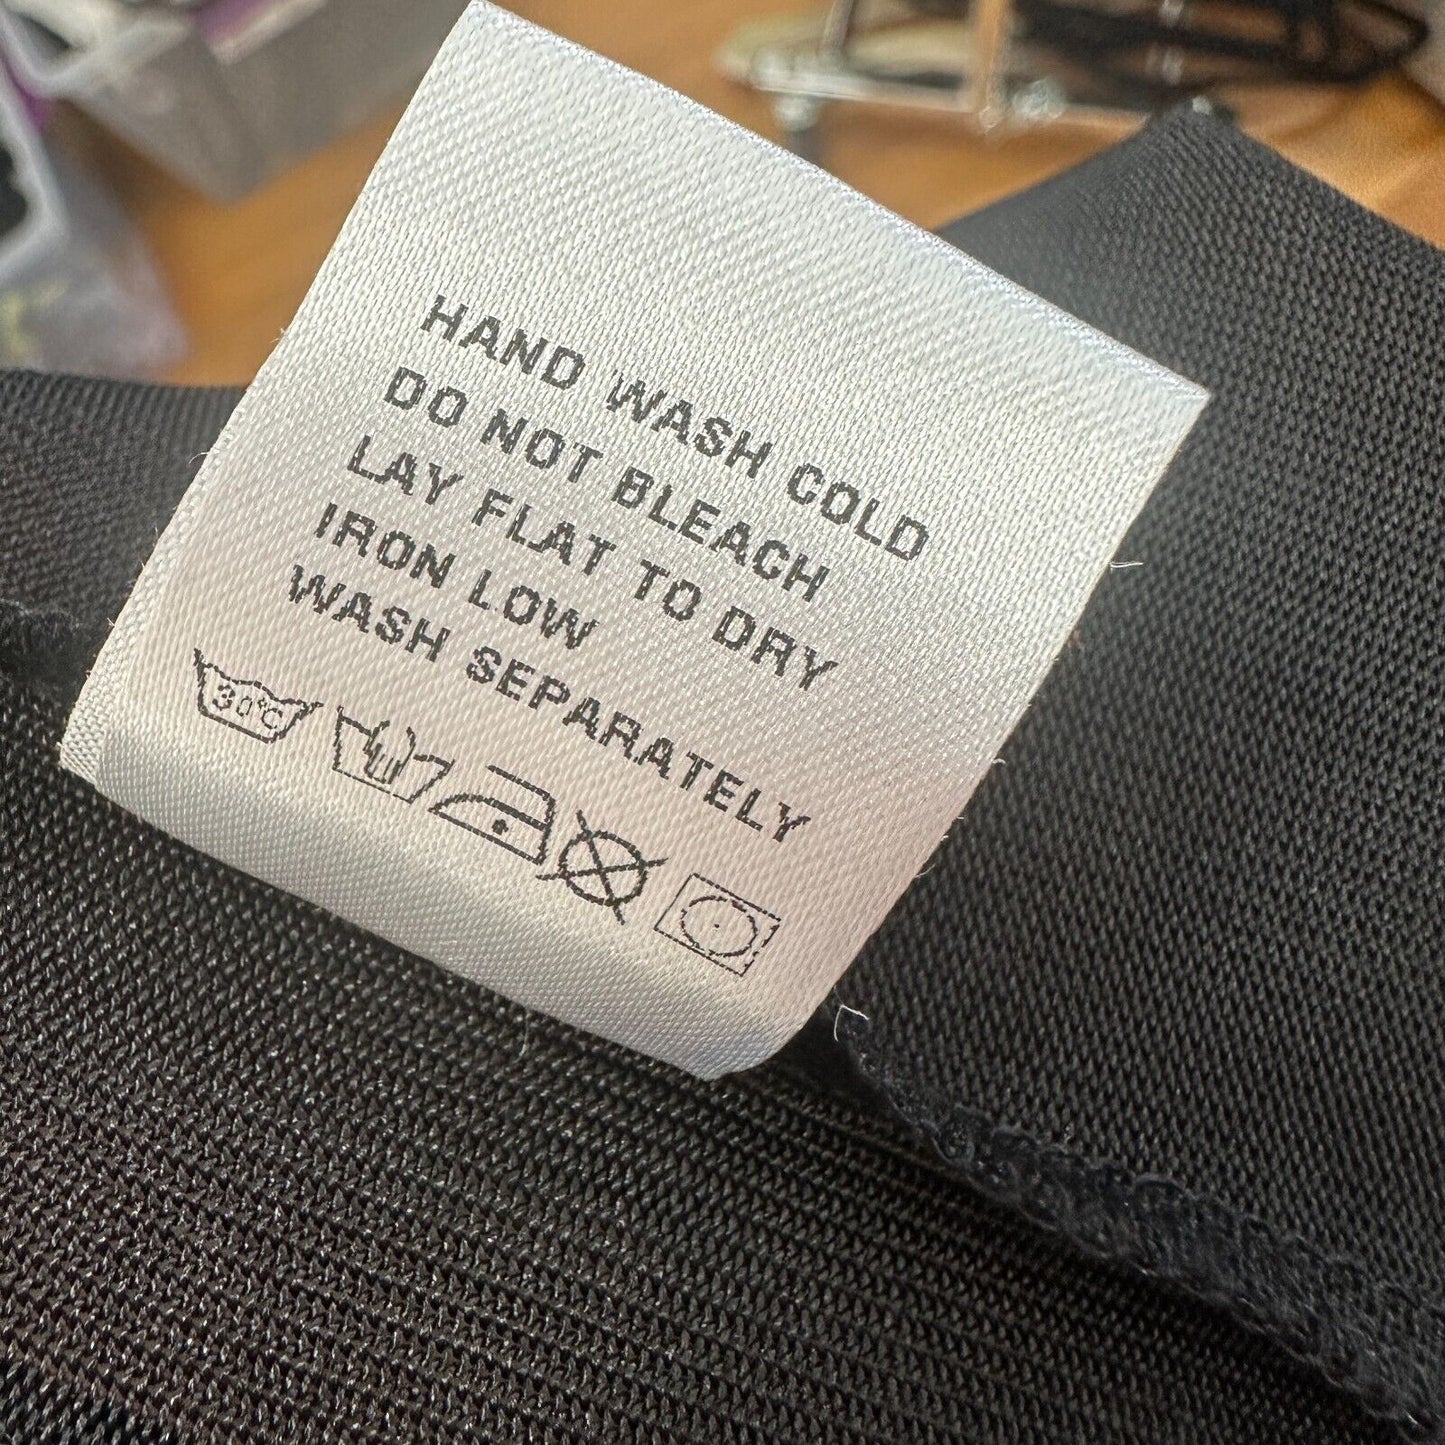 HAND WASH COLD
DO NOT BLEACH
LAY FLAT TO DRY
IRON LOW
WASH SEPARATELY
30°C